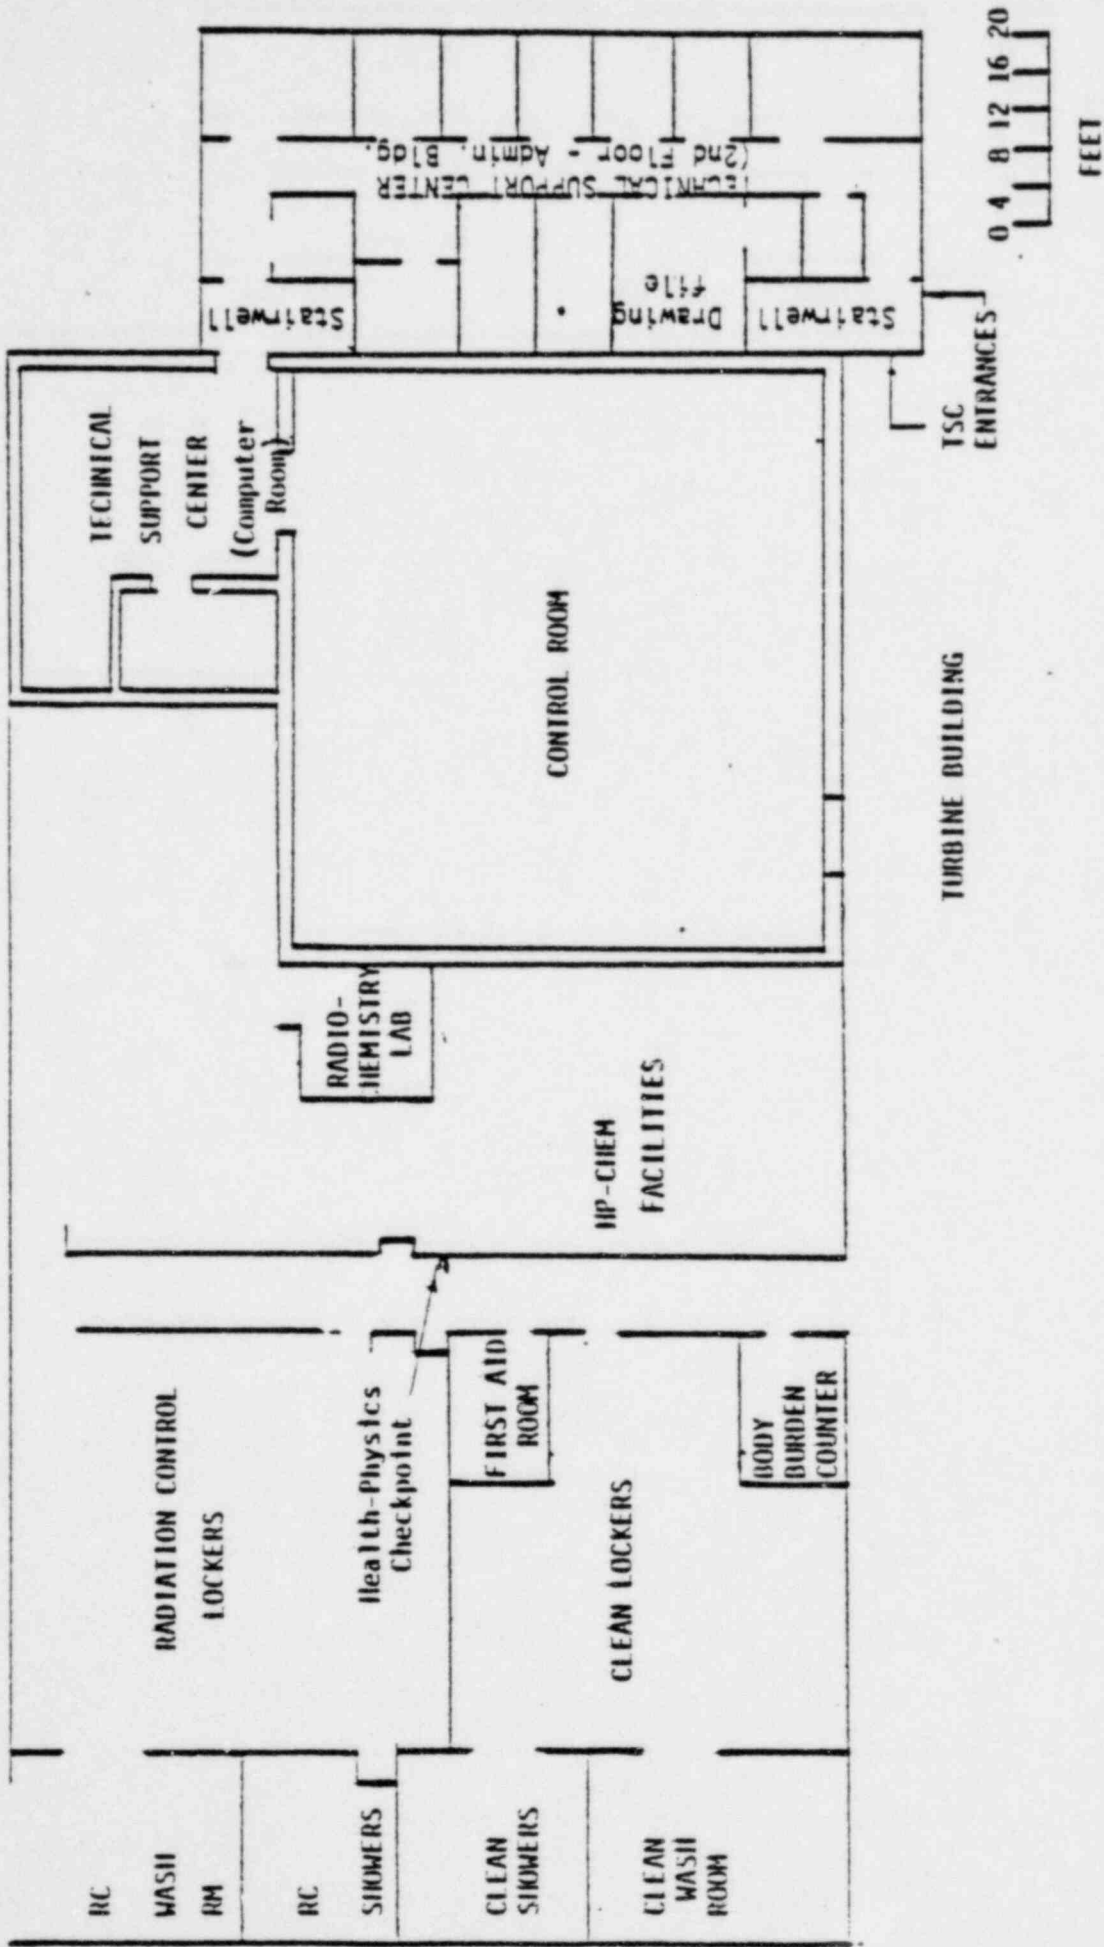 RC
WASH
RM
RC
SHOWERS
CLEAN
SHOWERS
CLEAN
WASH
ROOM
RADIATION CONTROL
LOCKERS
Health-Physics
Checkpoint
FIRST AID
ROOM
CLEAN LOCKERS
BODY
BURDEN
COUNTER
RADIO-
HEMISTRY
LAB
HP-CHEM
FACILITIES
TECHNICAL
SUPPORT
CENTER
(Computer
Room)
CONTROL ROOM
TURBINE BUILDING
TSC
ENTRANCES
Stairwell
Drawing
file
Stairwell
TECHNICAL SUPPORT CENTER
(2nd Floor - Admin. Bldg.
0 4 8 12 16 20
FEET